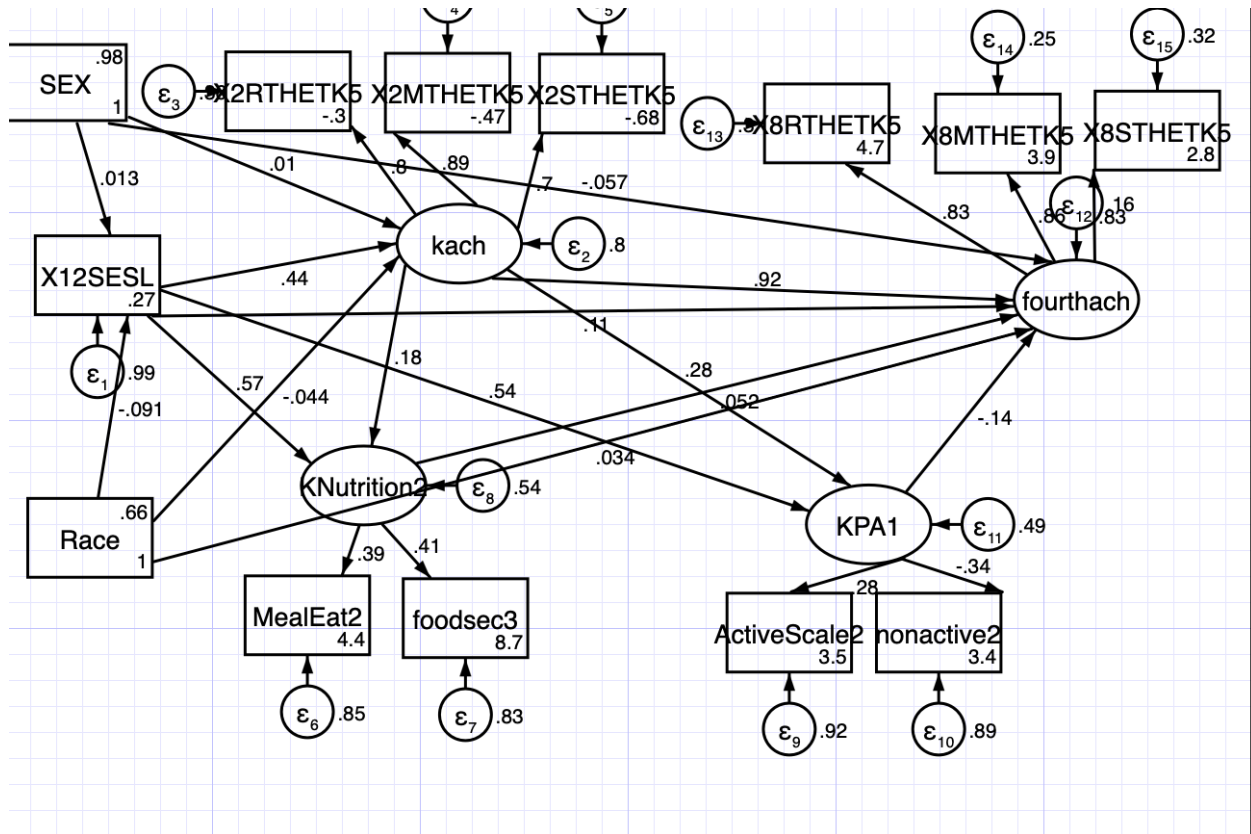 4
5
.98
SEX
1
ε3
X2RTHETK5
-.3
X2MTHETK5
-.47
X2STHETK5
-.68
ε14
.25
ε15
.32
ε13
X8RTHETK5
4.7
X8MTHETK5
3.9
X8STHETK5
2.8
.01
.8
.89
.7
-.057
.013
.83
.86
ε12
.16
.83
kach
ε2
.8
X12SESL
.27
.44
.92
fourthach
.11
ε1
.99
-.091
.57
-.044
.18
.54
.28
.052
-.14
.034
KNutrition2
ε8
.54
.66
Race
1
KPA1
ε11
.49
.39
.41
.28
-.34
MealEat2
4.4
foodsec3
8.7
ActiveScale2
3.5
nonactive2
3.4
ε6
.85
ε7
.83
ε9
.92
ε10
.89